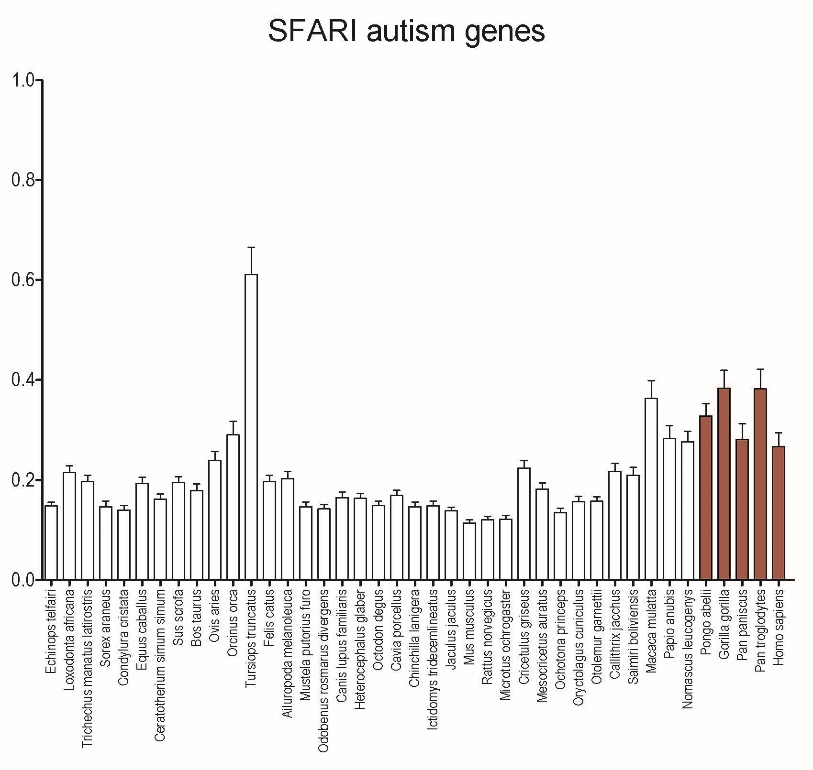 SFARI autism genes
1.0
0.8
0.6
0.4
0.2
0.0
Echinops telfairi
Loxodonta africana
Trichechus manatus latirostris
Sorex araneus
Condylura cristata
Equus caballus
Ceratotherium simum simum
Sus scrofa
Bos taurus
Ovis aries
Orcinus orca
Tursiops truncatus
Felis catus
Ailuropoda melanoleuca
Mustela putorius furo
Odobenus rosmarus divergens
Canis lupus familiaris
Heterocephalus glaber
Octodon degus
Cavia porcellus
Chinchilla lanigera
Ictidomys tridecemlineatus
Jaculus jaculus
Mus musculus
Rattus norvegicus
Microtus ochrogaster
Cricetulus griseus
Mesocricetus auratus
Ochotona princeps
Oryctolagus cuniculus
Otolemur garnettii
Callithrix jacchus
Saimiri boliviensis
Macaca mulatta
Papio anubis
Nomascus leucogenys
Pongo abelii
Gorilla gorilla
Pan paniscus
Pan troglodytes
Homo sapiens